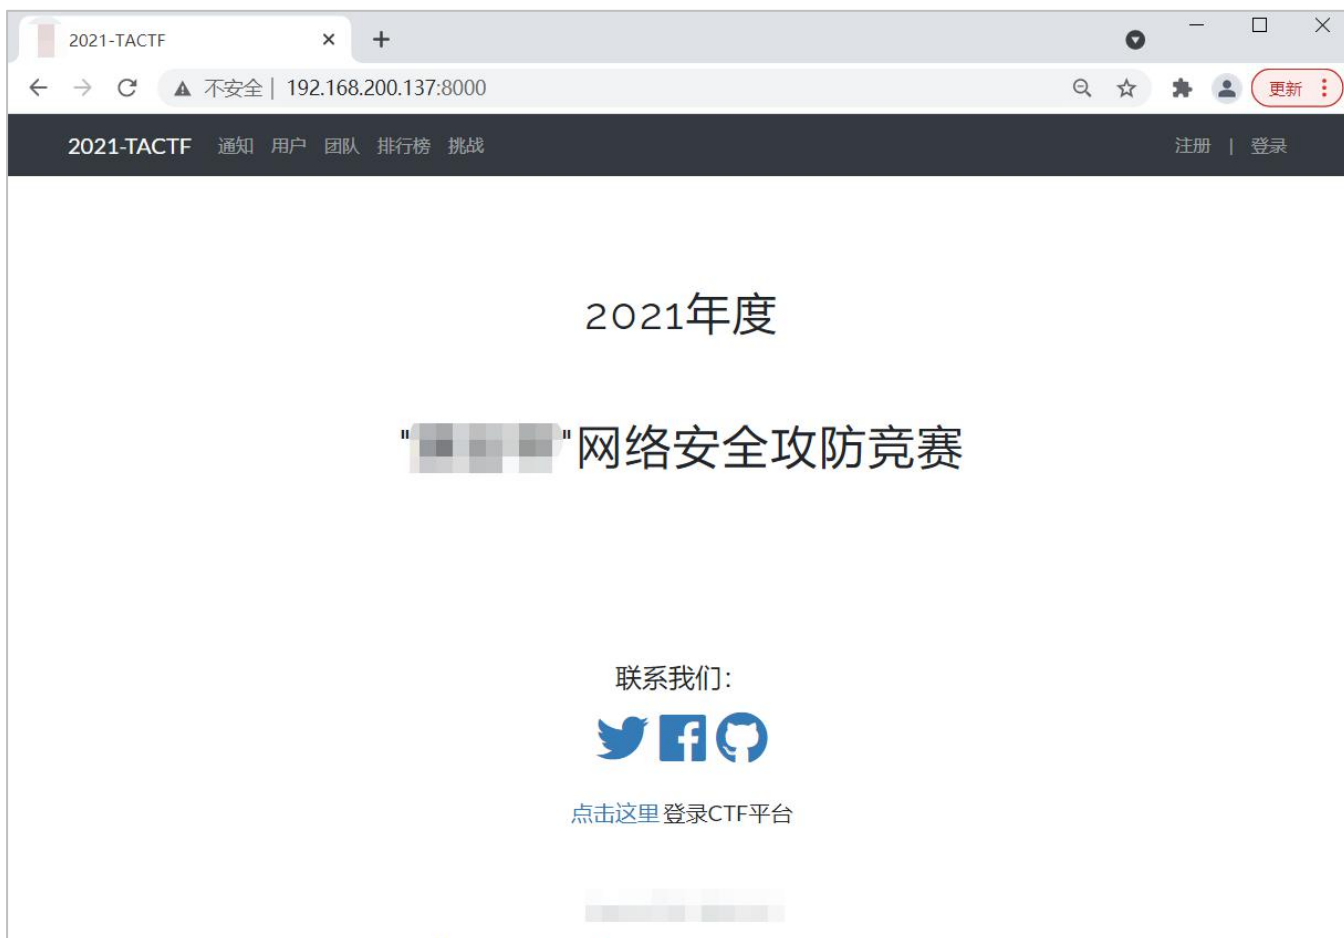 2021-TACTF
不安全 | 192.168.200.137:8000
更新
2021-TACTF 通知 用户 团队 排行榜 挑战 注册 | 登录
2021年度
" "网络安全攻防竞赛
联系我们：
点击这里 登录CTF平台